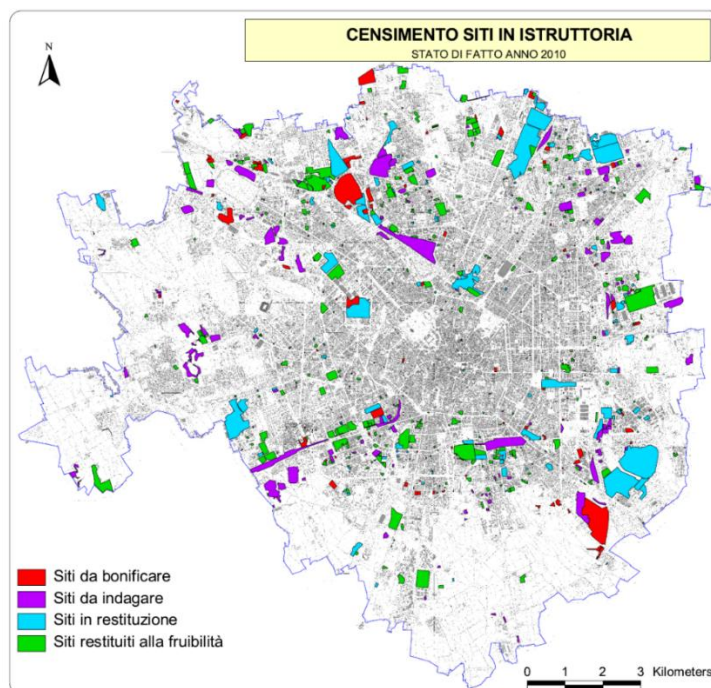 CENSIMENTO SITI IN ISTRUTTORIA
STATO DI FATTO ANNO 2010
N
Siti da bonificare
Siti da indagare
Siti in restituzione
Siti restituiti alla fruibilità
0 1 2 3 Kilometers